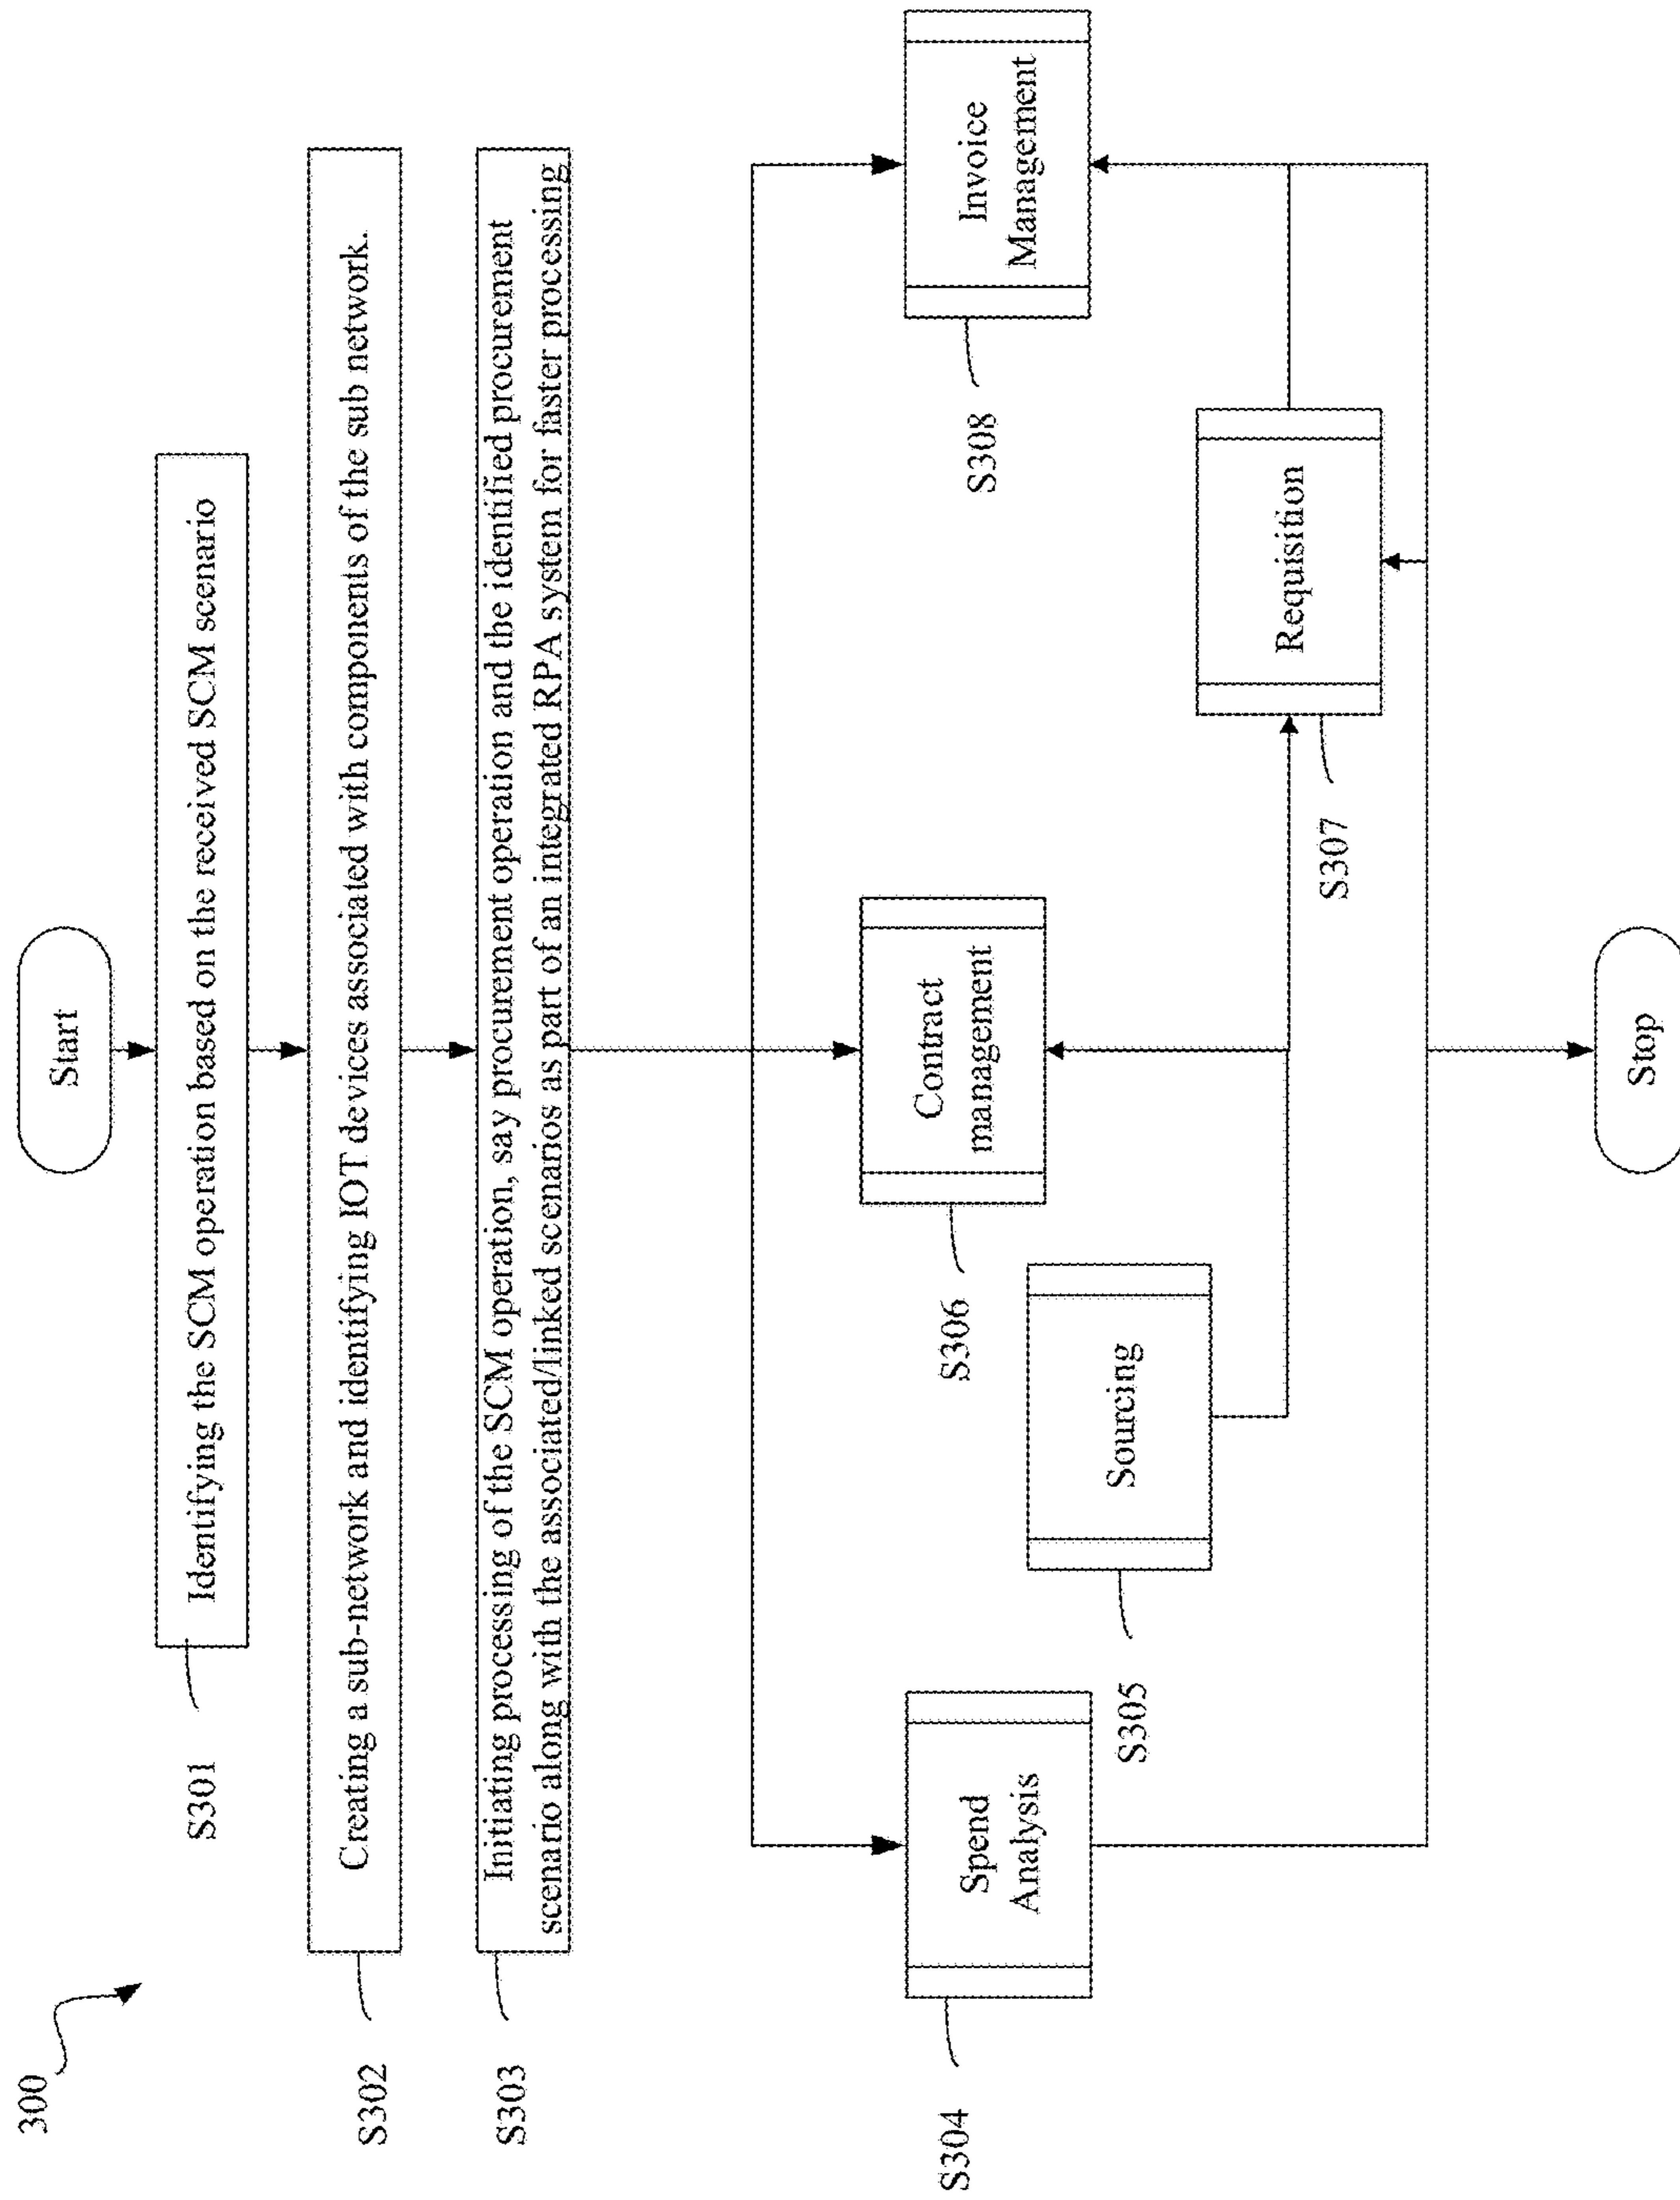 300
Start
S301
Identifying the SCM operation based on the received SCM scenario
S302
Creating a sub-network and identifying IOT devices associated with components of the sub network.
S303
Initiating processing of the SCM operation, say procurement operation and the identified procurement
scenario along with the associated/linked scenarios as part of an integrated RPA system for faster processing
S304
Spend
Analysis
S305
Sourcing
S306
Contract
management
S307
Requisition
S308
Invoice
Management
Stop